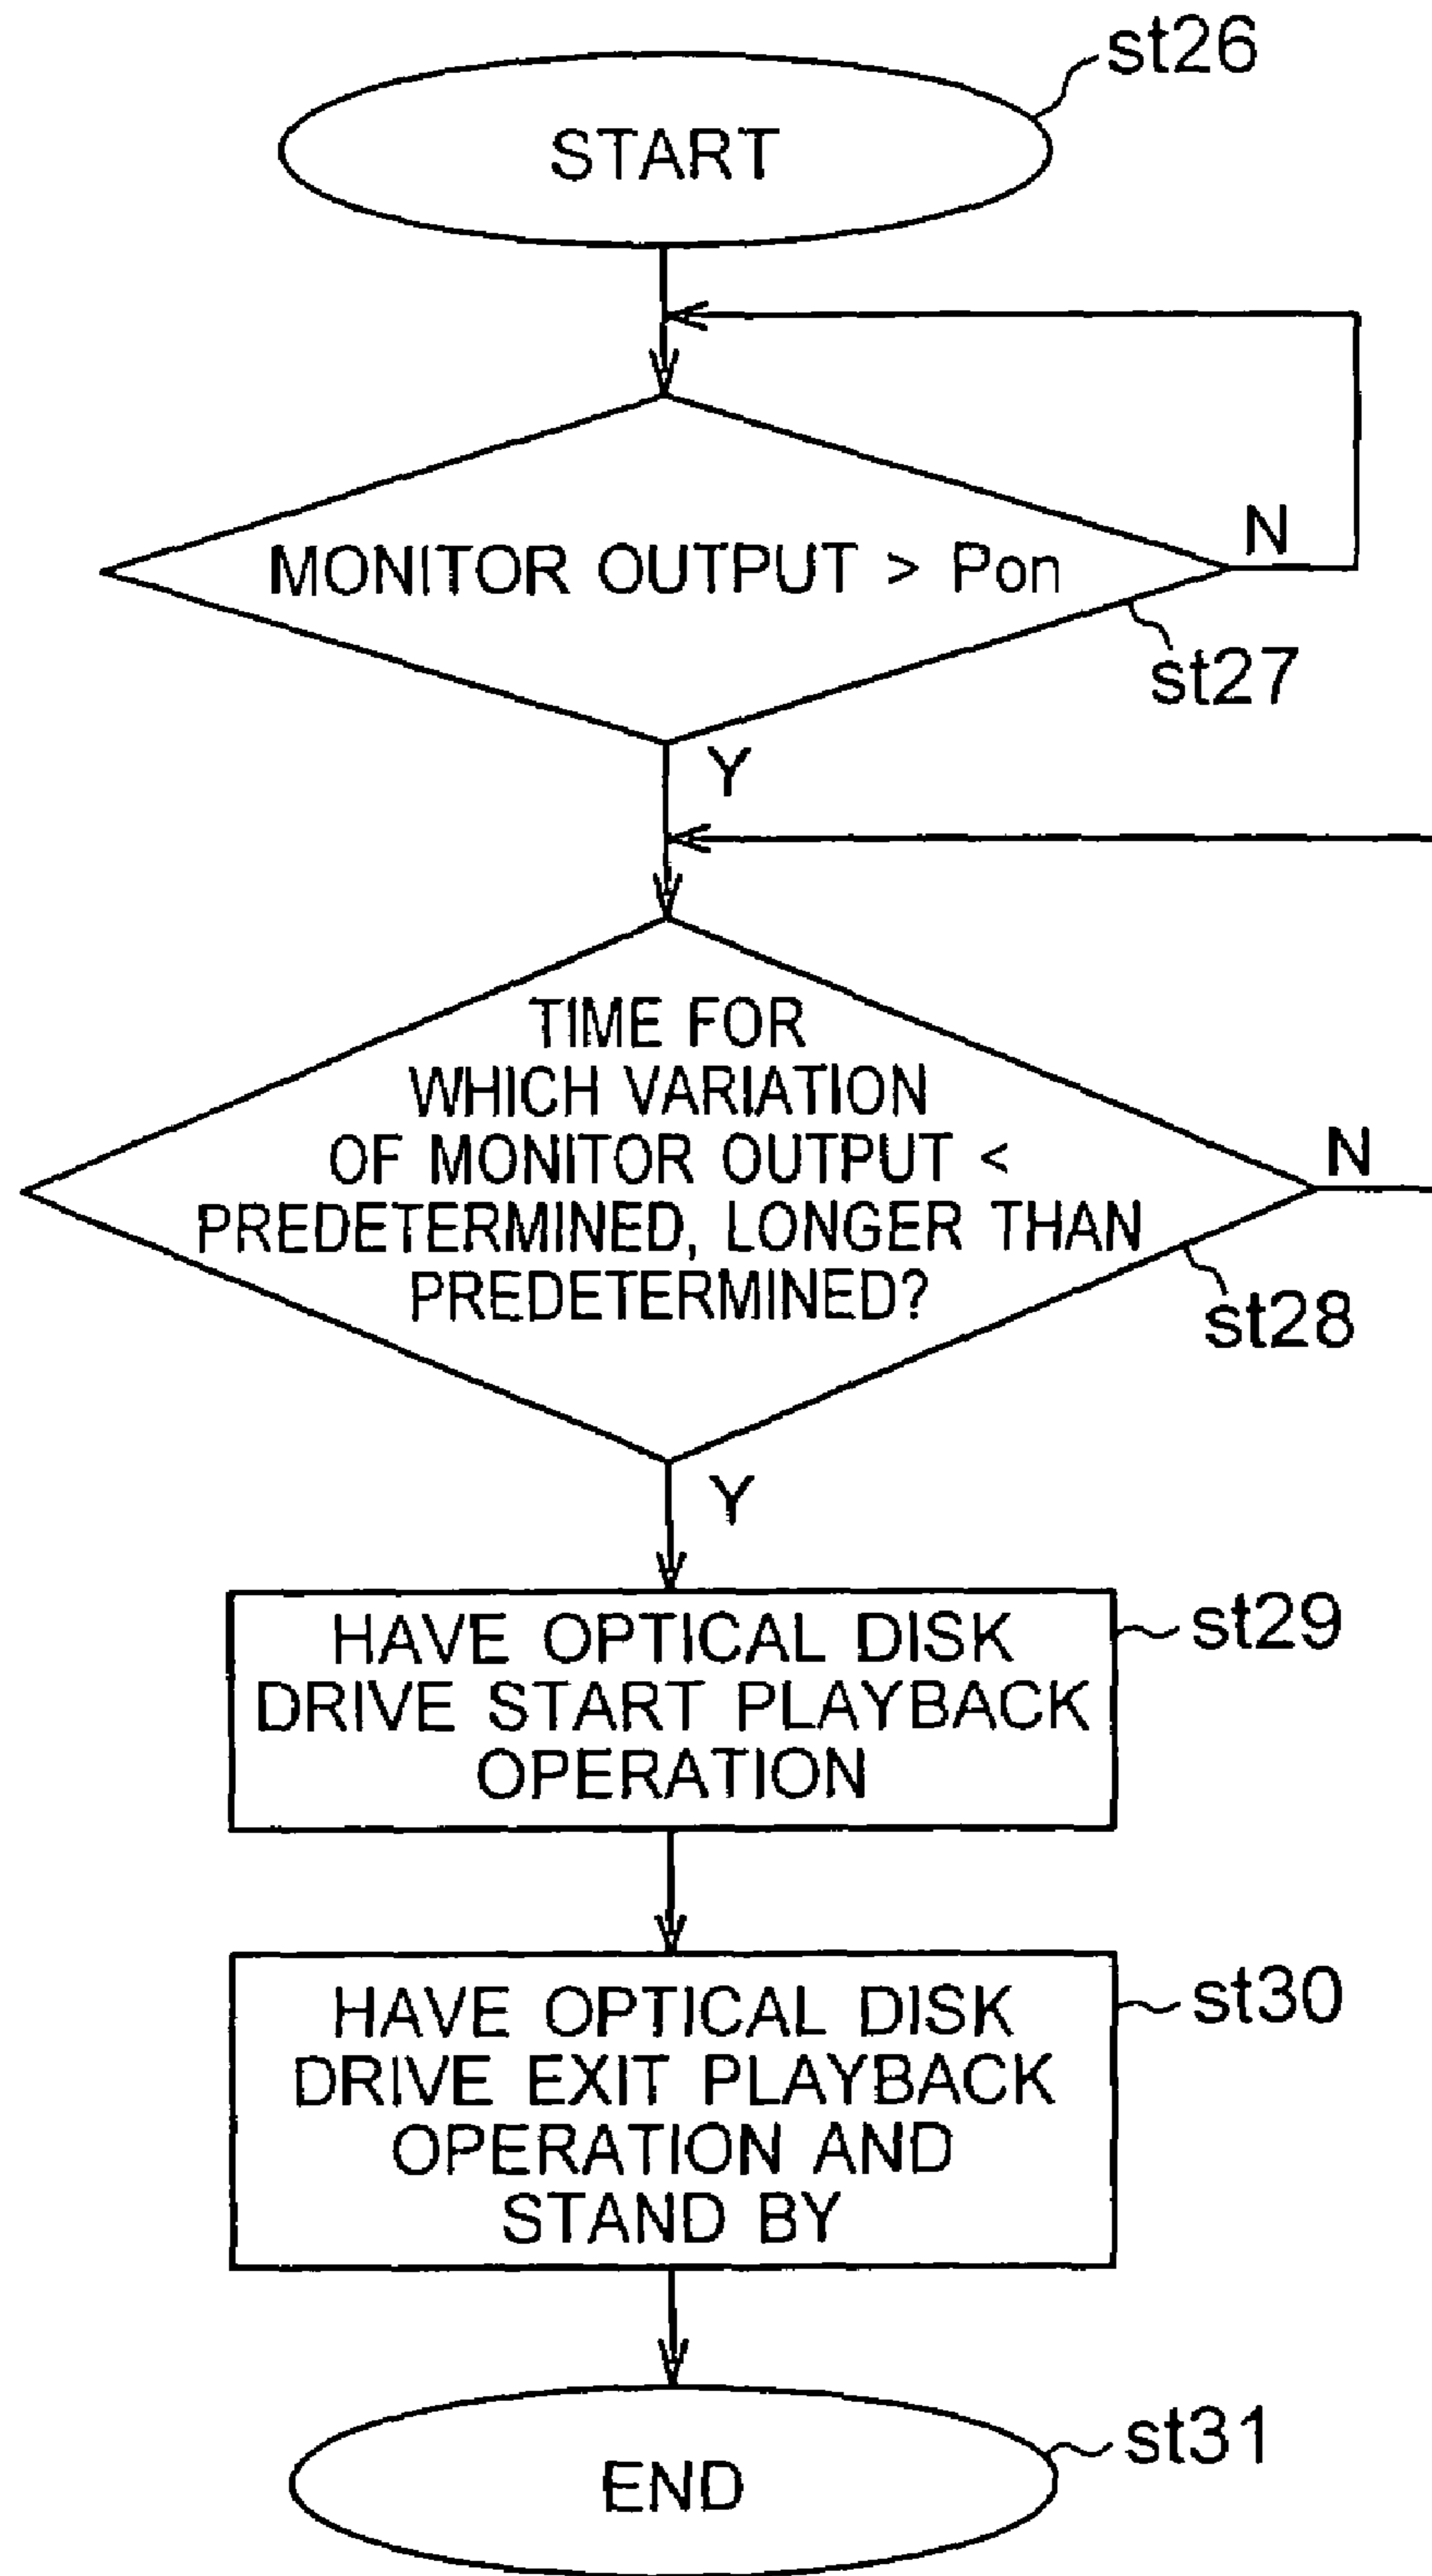 st26
START
MONITOR OUTPUT > Pon
N
st27
Y
TIME FOR
WHICH VARIATION
OF MONITOR OUTPUT <
PREDETERMINED, LONGER THAN
PREDETERMINED?
N
st28
Y
HAVE OPTICAL DISK
DRIVE START PLAYBACK
OPERATION
st29
HAVE OPTICAL DISK
DRIVE EXIT PLAYBACK
OPERATION AND
STAND BY
st30
END
st31